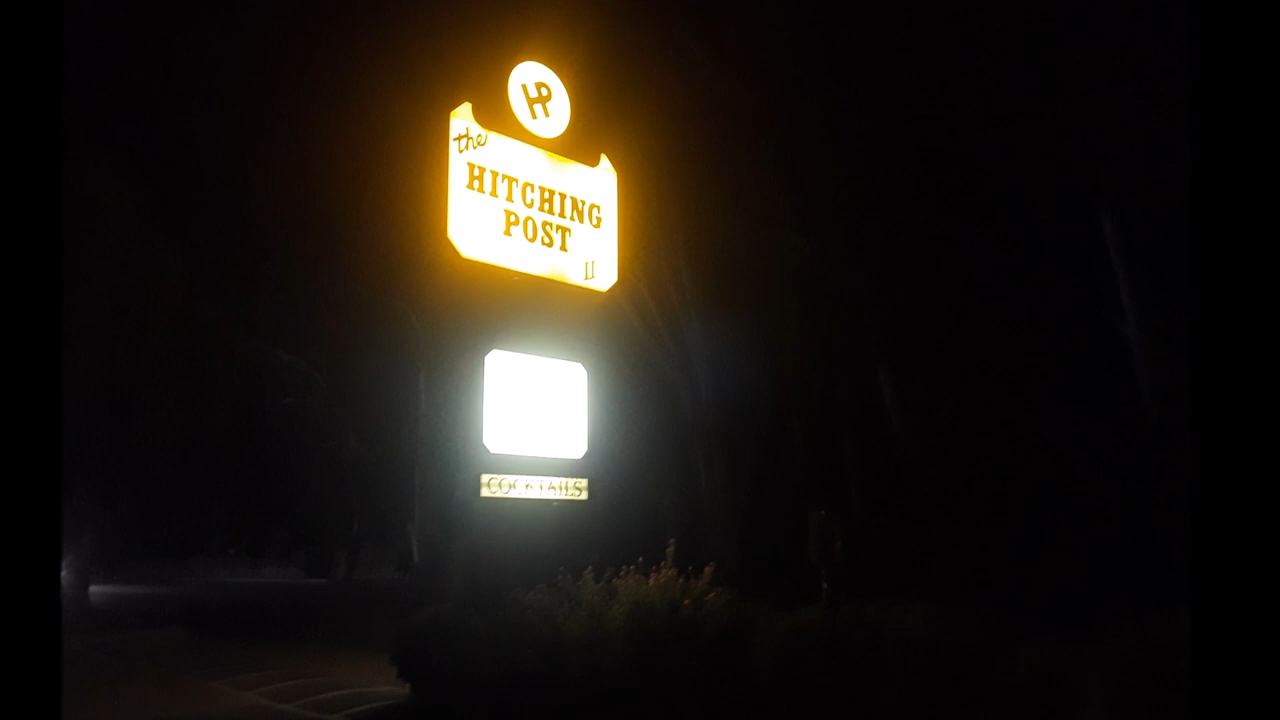 HP
the
HITCHING
POST
II
COCKTAILS